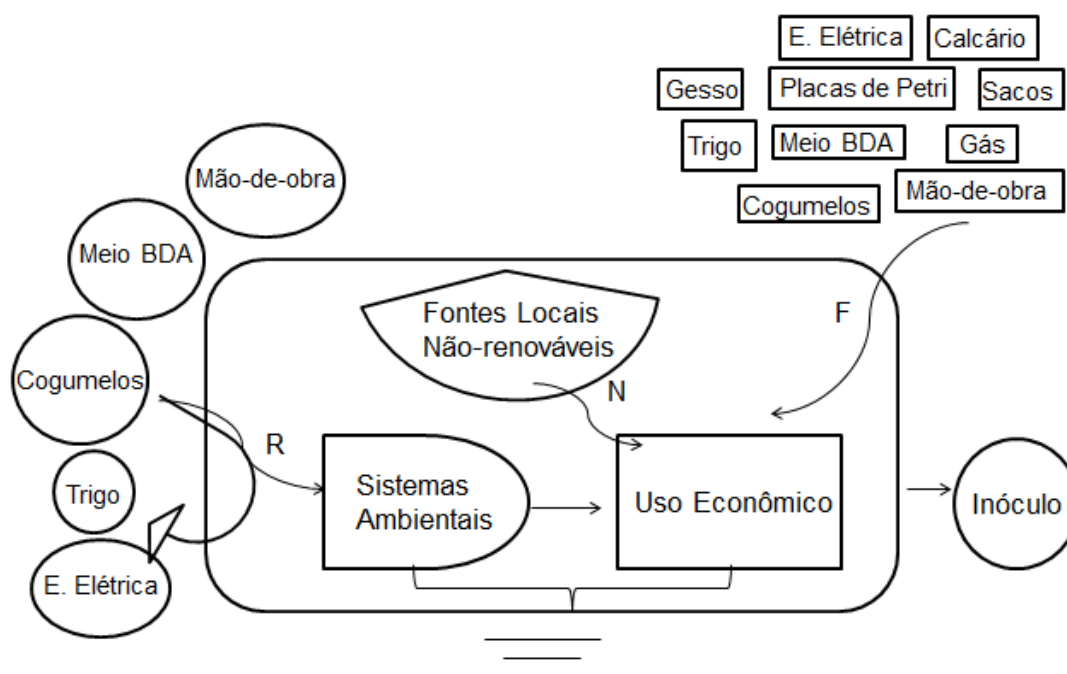 E. Elétrica
Calcário
Gesso
Placas de Petri
Sacos
Trigo
Meio BDA
Gás
Cogumelos
Mão-de-obra
Mão-de-obra
Meio BDA
Cogumelos
Trigo
E. Elétrica
R
Fontes Locais
Não-renováveis
N
F
Sistemas
Ambientais
Uso Econômico
Inóculo